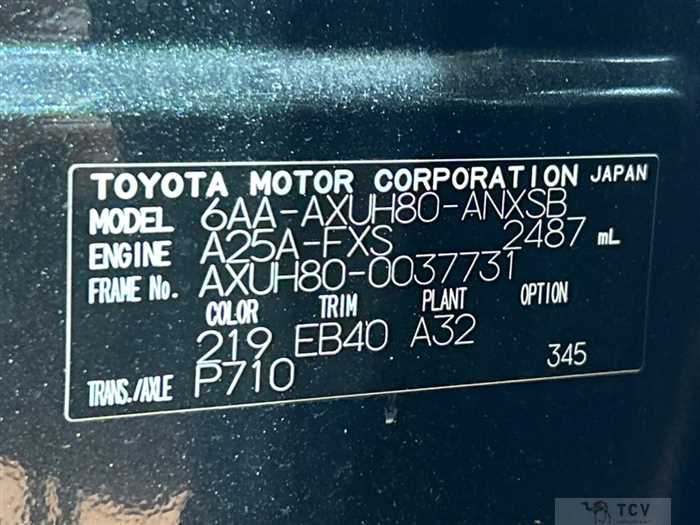 TOYOTA MOTOR CORPORATION JAPAN
MODEL 6AA-AXUH80-ANXSB
ENGINE A25A-FXS 2487 mL
FRAME No. AXUH80-0037731
COLOR TRIM PLANT OPTION
219 EB40 A32
TRANS./AXLE P710 345
TCV